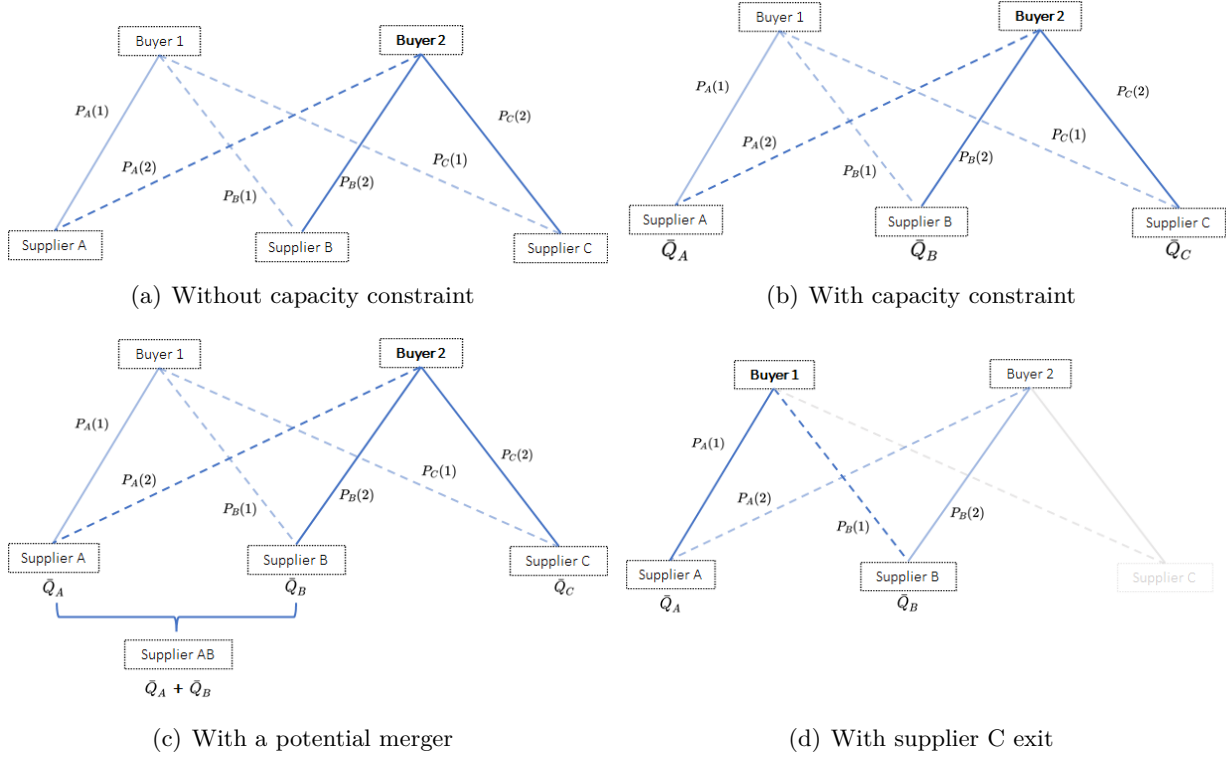 Buyer 1
Buyer 2
P_A(1)
P_C(2)
P_A(2)
P_C(1)
P_B(1)
P_B(2)
Supplier A
Supplier B
Supplier C
(a) Without capacity constraint
Buyer 1
Buyer 2
P_A(1)
P_C(2)
P_A(2)
P_C(1)
P_B(1)
P_B(2)
Supplier A
Supplier B
Supplier C
Q̄_A
Q̄_B
Q̄_C
(b) With capacity constraint
Buyer 1
Buyer 2
P_A(1)
P_C(2)
P_C(1)
P_A(2)
P_B(2)
P_B(1)
Supplier A
Supplier B
Supplier C
Q̄_A
Q̄_B
Q̄_C
Supplier AB
Q̄_A + Q̄_B
(c) With a potential merger
Buyer 1
Buyer 2
P_A(1)
P_A(2)
P_B(2)
P_B(1)
Supplier A
Supplier B
Supplier C
Q̄_A
Q̄_B
(d) With supplier C exit